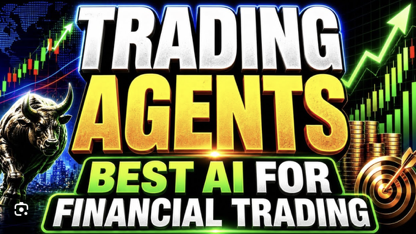 TRADING
AGENTS
BEST AI FOR
FINANCIAL TRADING